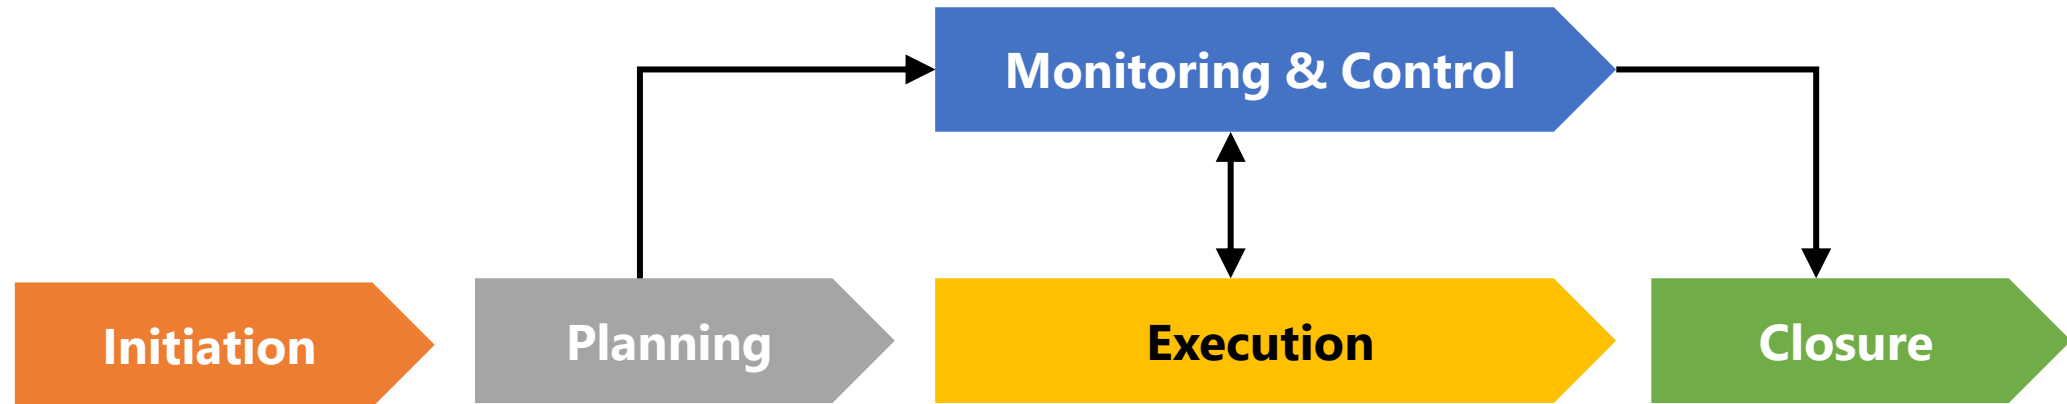 Monitoring & Control
Initiation
Planning
Execution
Closure